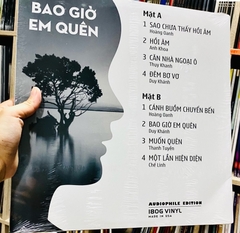 BAO GIỜ
EM QUÊN
Mặt A
1 SAO CHƯA THẤY HỒI ÂM
Hoàng Oanh
2 HỒI ÂM
Anh Khoa
3 CĂN NHÀ NGOẠI Ô
Thuy Khanh
4 ĐÊM BƠ VƠ
Duy Khánh
Mặt B
1 CÁNH BUỒM CHUYỂN BẾN
Hoàng Oanh
2 BAO GIỜ EM QUÊN
Duy Khánh
3 MUỐN QUÊN
Thanh Tuyền
4 MỘT LẦN HIỆN DIỆN
Chế Linh
AUDIOPHILE EDITION
IBOG VINYL
MADE IN USA